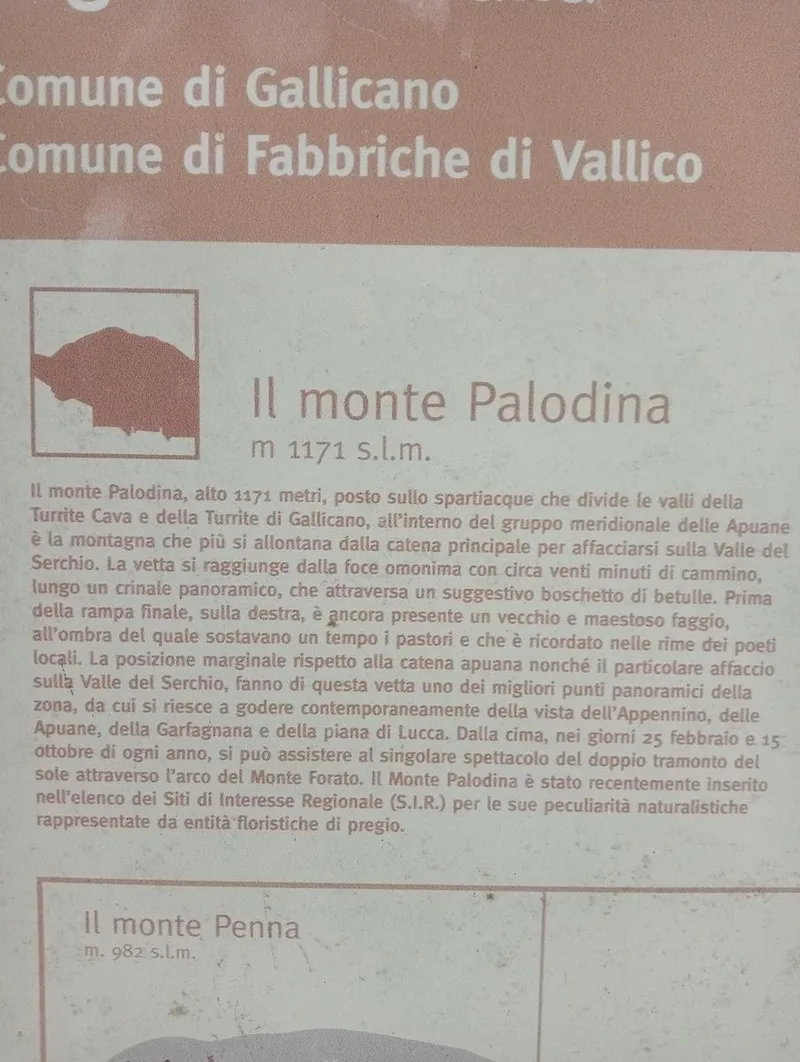 Comune di Gallicano
Comune di Fabbriche di Vallico
Il monte Palodina
m 1171 s.l.m.
Il monte Palodina, alto 1171 metri, posto sullo spartiacque che divide le valli della
Turrite Cava e della Turrite di Gallicano, all'interno del gruppo meridionale delle Apuane
è la montagna che più si allontana dalla catena principale per affacciarsi sulla Valle del
Serchio. La vetta si raggiunge dalla foce omonima con circa venti minuti di cammino,
lungo un crinale panoramico, che attraversa un suggestivo boschetto di betulle. Prima
della rampa finale, sulla destra, è ancora presente un vecchio e maestoso faggio,
all'ombra del quale sostavano un tempo i pastori e che è ricordato nelle rime dei poeti
locali. La posizione marginale rispetto alla catena apuana nonché il particolare affaccio
sulla Valle del Serchio, fanno di questa vetta uno dei migliori punti panoramici della
zona, da cui si riesce a godere contemporaneamente della vista dell'Appennino, delle
Apuane, della Garfagnana e della piana di Lucca. Dalla cima, nei giorni 25 febbraio e 15
ottobre di ogni anno, si può assistere al singolare spettacolo del doppio tramonto del
sole attraverso l'arco del Monte Forato. Il Monte Palodina è stato recentemente inserito
nell'elenco dei Siti di Interesse Regionale (S.I.R.) per le sue peculiarità naturalistiche
rappresentate da entità floristiche di pregio.
Il monte Penna
m. 982 s.l.m.